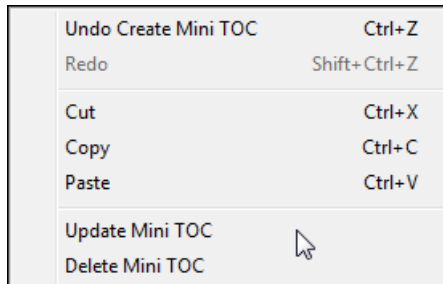 Undo Create Mini TOC Ctrl+Z
Redo Shift+Ctrl+Z
Cut Ctrl+X
Copy Ctrl+C
Paste Ctrl+V
Update Mini TOC
Delete Mini TOC